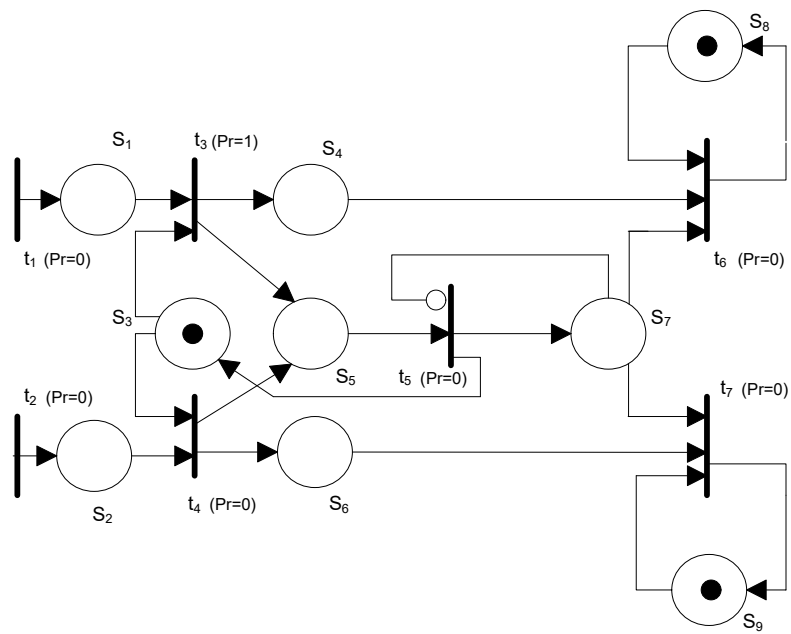 S8
S1
t3 (Pr=1)
S4
t1 (Pr=0)
t6 (Pr=0)
S3
S7
S5
t5 (Pr=0)
t2 (Pr=0)
t7 (Pr=0)
S2
t4 (Pr=0)
S6
S9